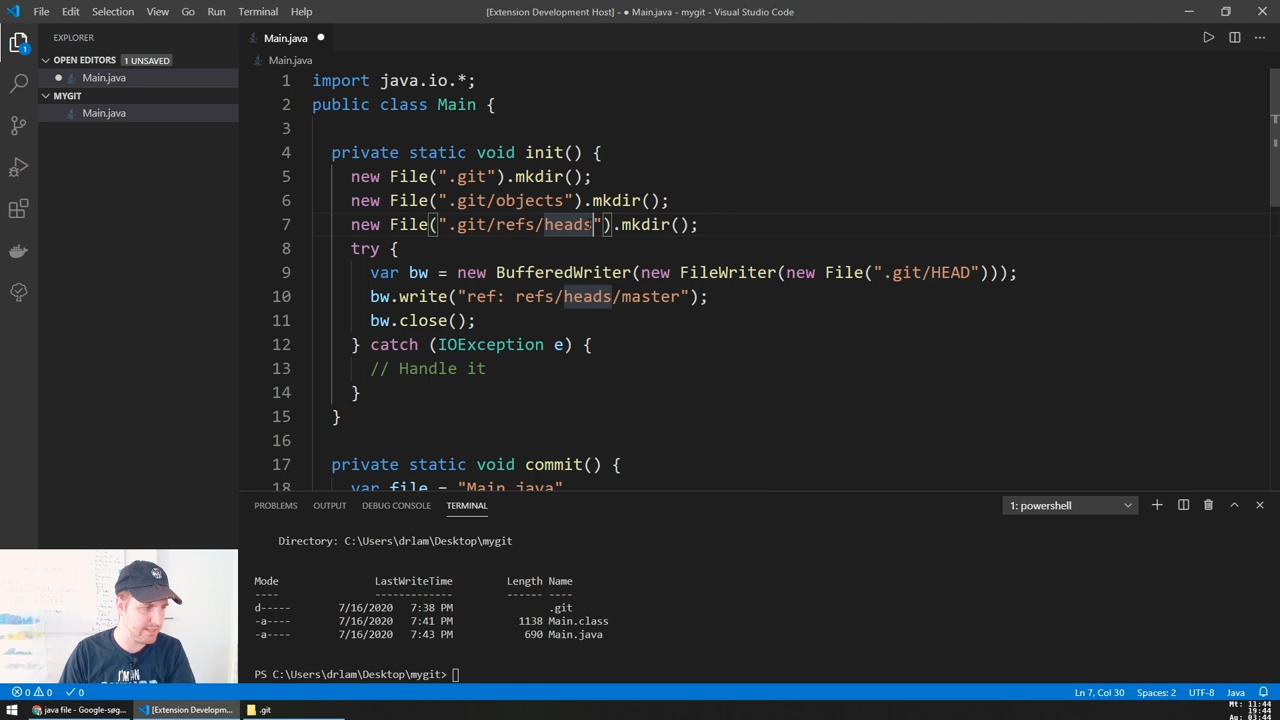 File Edit Selection View Go Run Terminal Help
[Extension Development Host] - ● Main.java - mygit - Visual Studio Code
EXPLORER
OPEN EDITORS 1 UNSAVED
● Main.java
MYGIT
Main.java
1
Main.java ●
Main.java
1 import java.io.*;
2 public class Main {
3
4 private static void init() {
5 new File(".git").mkdir();
6 new File(".git/objects").mkdir();
7 new File(".git/refs/heads").mkdir();
8 try {
9 var bw = new BufferedWriter(new FileWriter(new File(".git/HEAD")));
10 bw.write("ref: refs/heads/master");
11 bw.close();
12 } catch (IOException e) {
13 // Handle it
14 }
15 }
16
17 private static void commit() {
18 var file = "Main.java"
PROBLEMS OUTPUT DEBUG CONSOLE TERMINAL
1: powershell
Directory: C:\Users\drlam\Desktop\mygit
Mode LastWriteTime Length Name
---- ------------- ------ ----
d----- 7/16/2020 7:38 PM .git
-a---- 7/16/2020 7:41 PM 1138 Main.class
-a---- 7/16/2020 7:43 PM 690 Main.java
PS C:\Users\drlam\Desktop\mygit>
0 0 0
Ln 7, Col 30 Spaces: 2 UTF-8 Java
java file - Google-søg...
[Extension Developm...
.git
Mt: 11:44
19:44